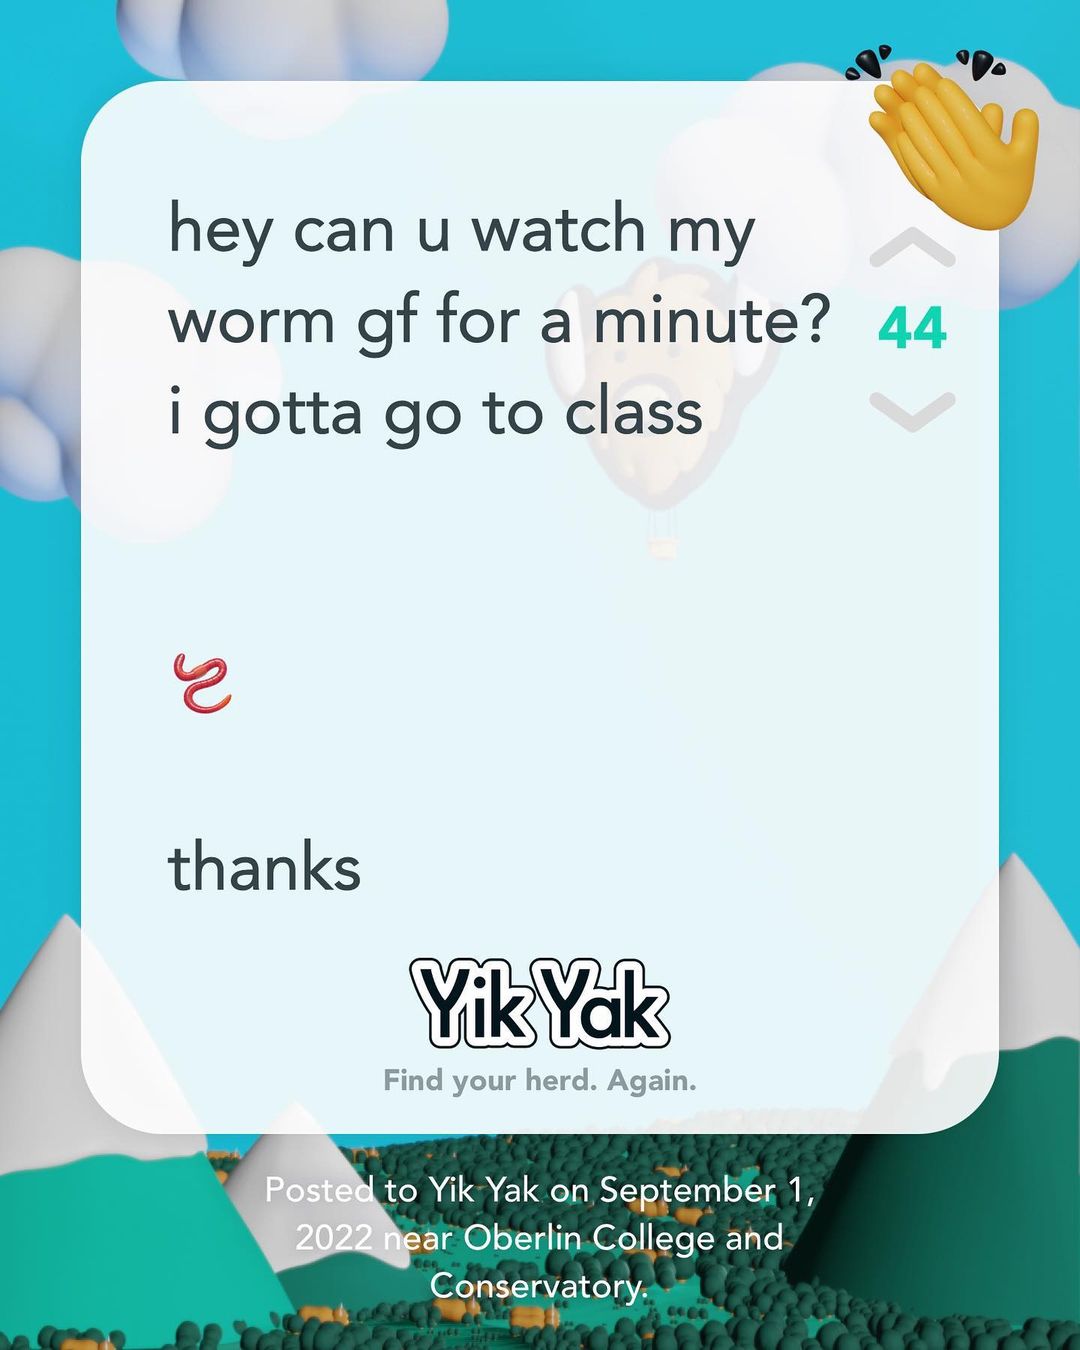 hey can u watch my
worm gf for a minute?
i gotta go to class
44
🪱
thanks
Yik Yak
Find your herd. Again.
Posted to Yik Yak on September 1,
2022 near Oberlin College and
Conservatory.